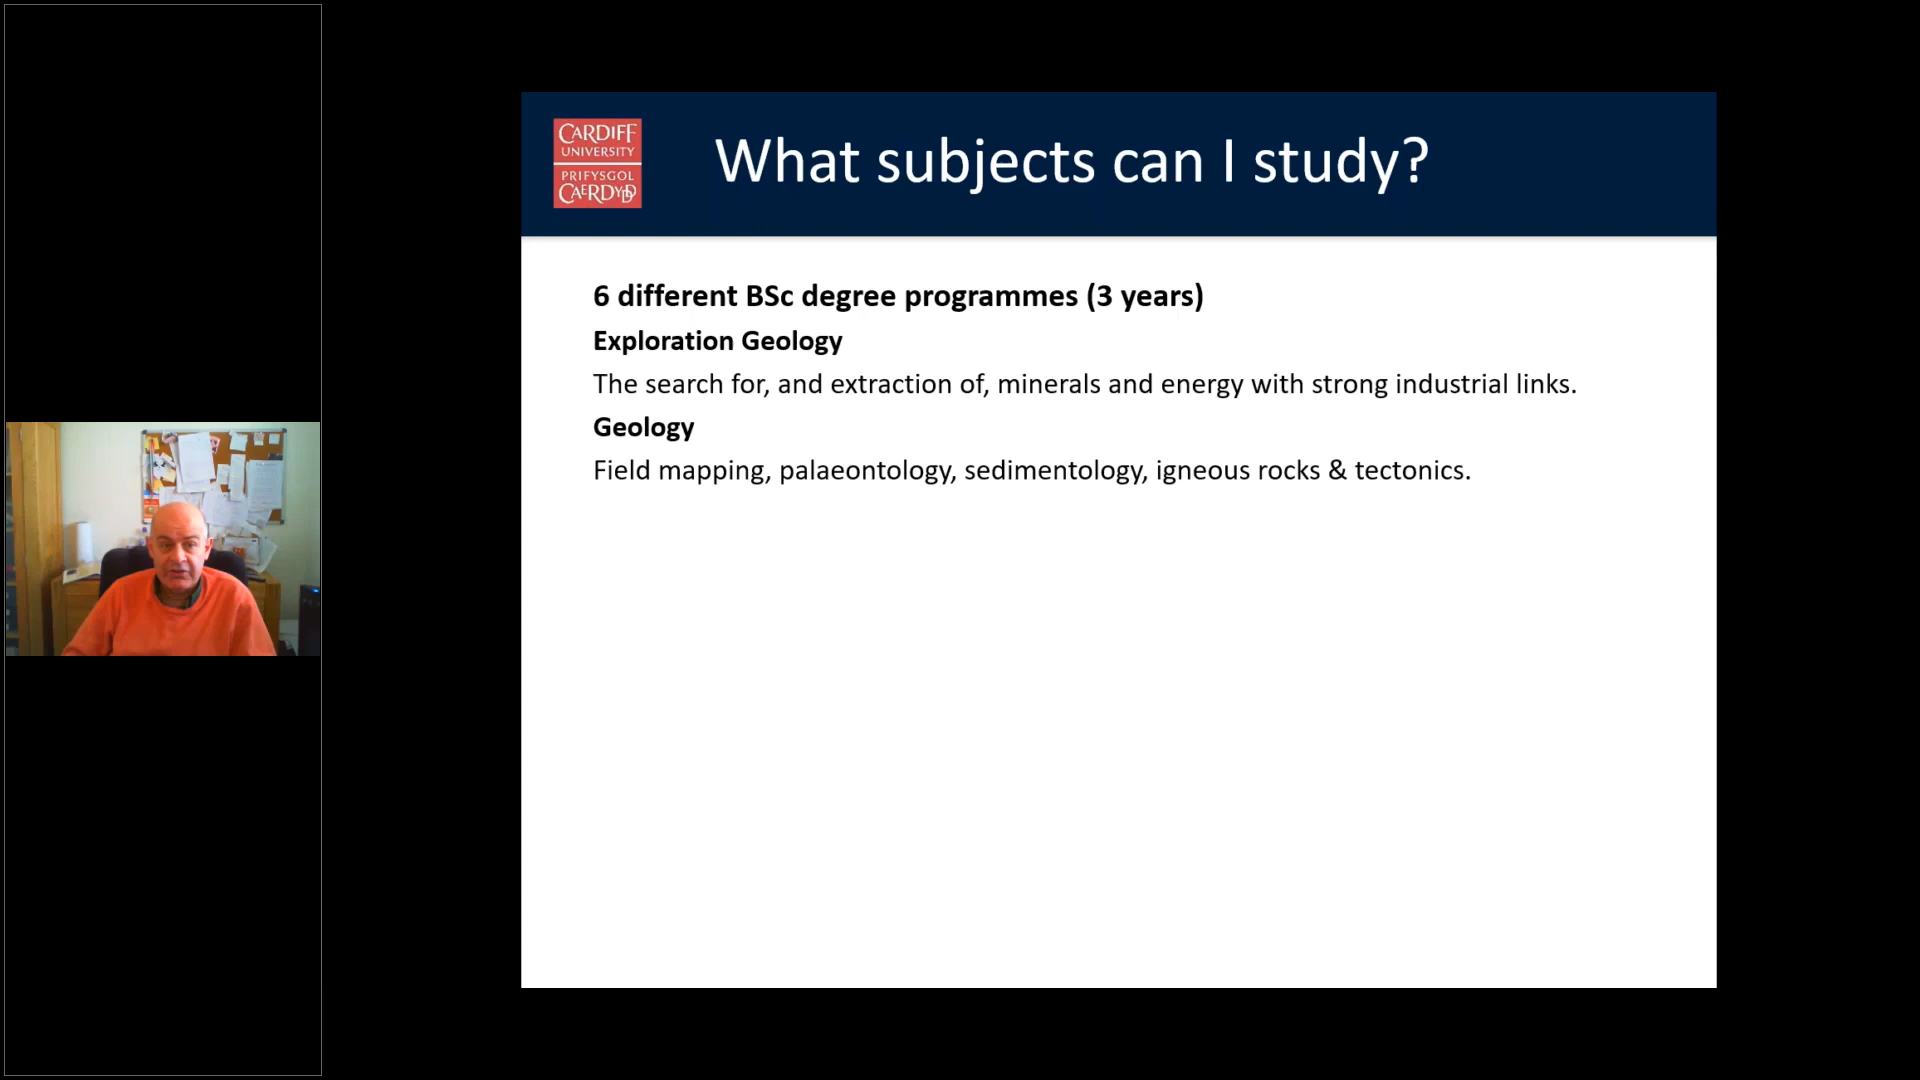 CARDIFF
UNIVERSITY
PRIFYSGOL
CAERDYDD
What subjects can I study?
6 different BSc degree programmes (3 years)
Exploration Geology
The search for, and extraction of, minerals and energy with strong industrial links.
Geology
Field mapping, palaeontology, sedimentology, igneous rocks & tectonics.